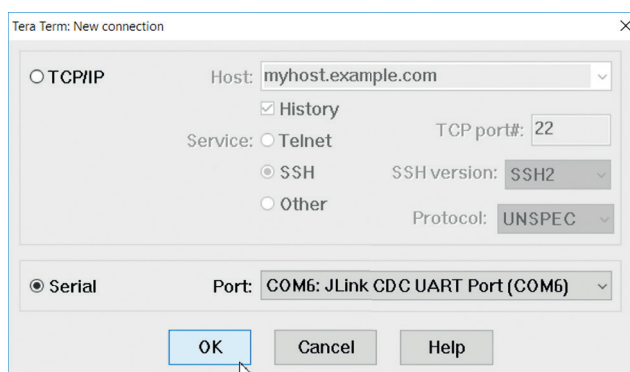 Tera Term: New connection
TCP/IP Host: myhost.example.com
History
Service: Telnet TCP port#: 22
SSH SSH version: SSH2
Other Protocol: UNSPEC
Serial Port: COM6: JLink CDC UART Port (COM6)
OK Cancel Help